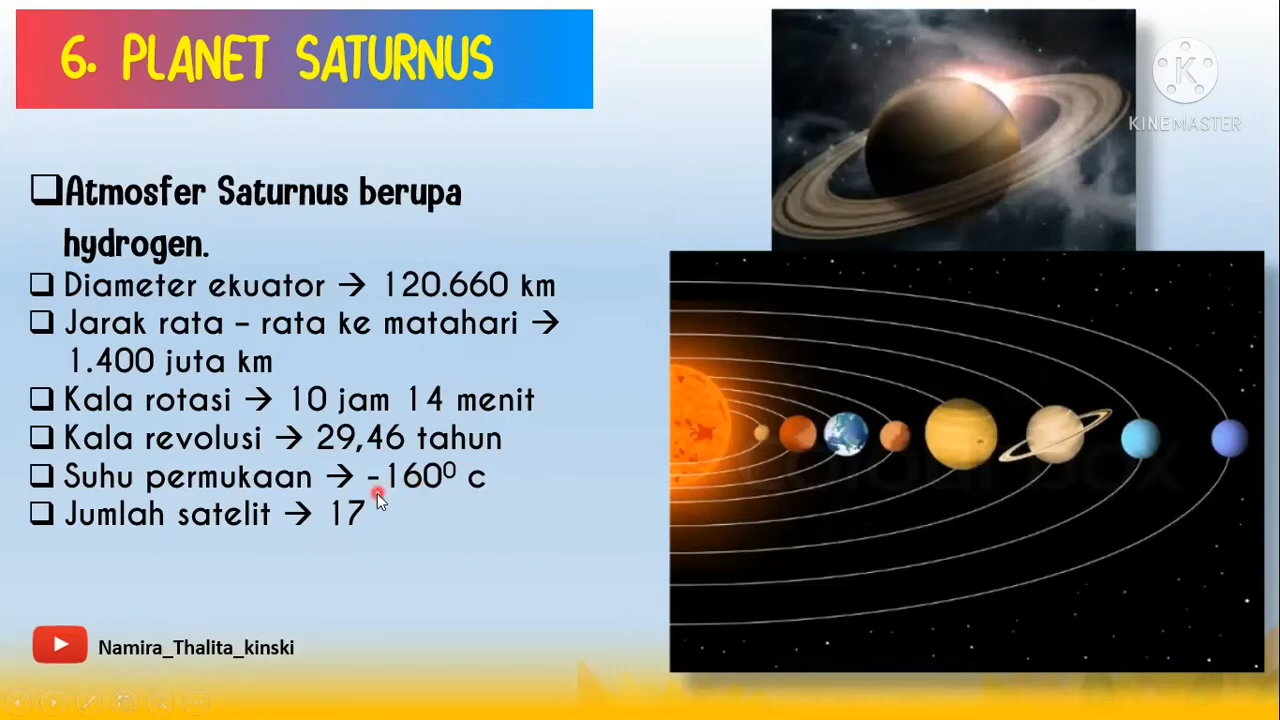 6. PLANET SATURNUS
KINEMASTER
Atmosfer Saturnus berupa
hydrogen.
Diameter ekuator → 120.660 km
Jarak rata – rata ke matahari →
1.400 juta km
Kala rotasi → 10 jam 14 menit
Kala revolusi → 29,46 tahun
Suhu permukaan → -160⁰ c
Jumlah satelit → 17
Namira_Thalita_kinski